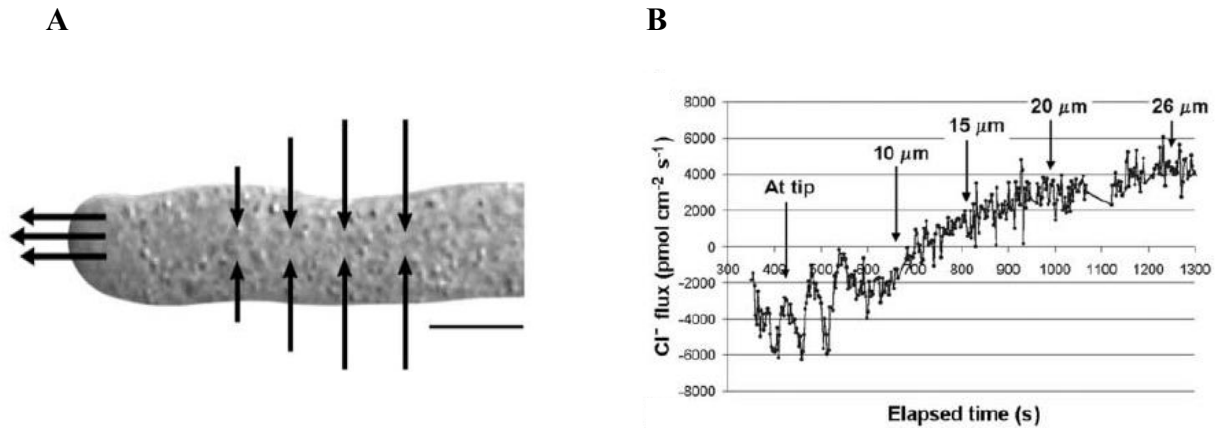 A
B
8000
6000
4000
2000
0
-2000
-4000
-6000
-8000
300 400 500 600 700 800 900 1000 1100 1200 1300
At tip
10 μm
15 μm
20 μm
26 μm
Cl⁻ flux (pmol cm⁻² s⁻¹)
Elapsed time (s)